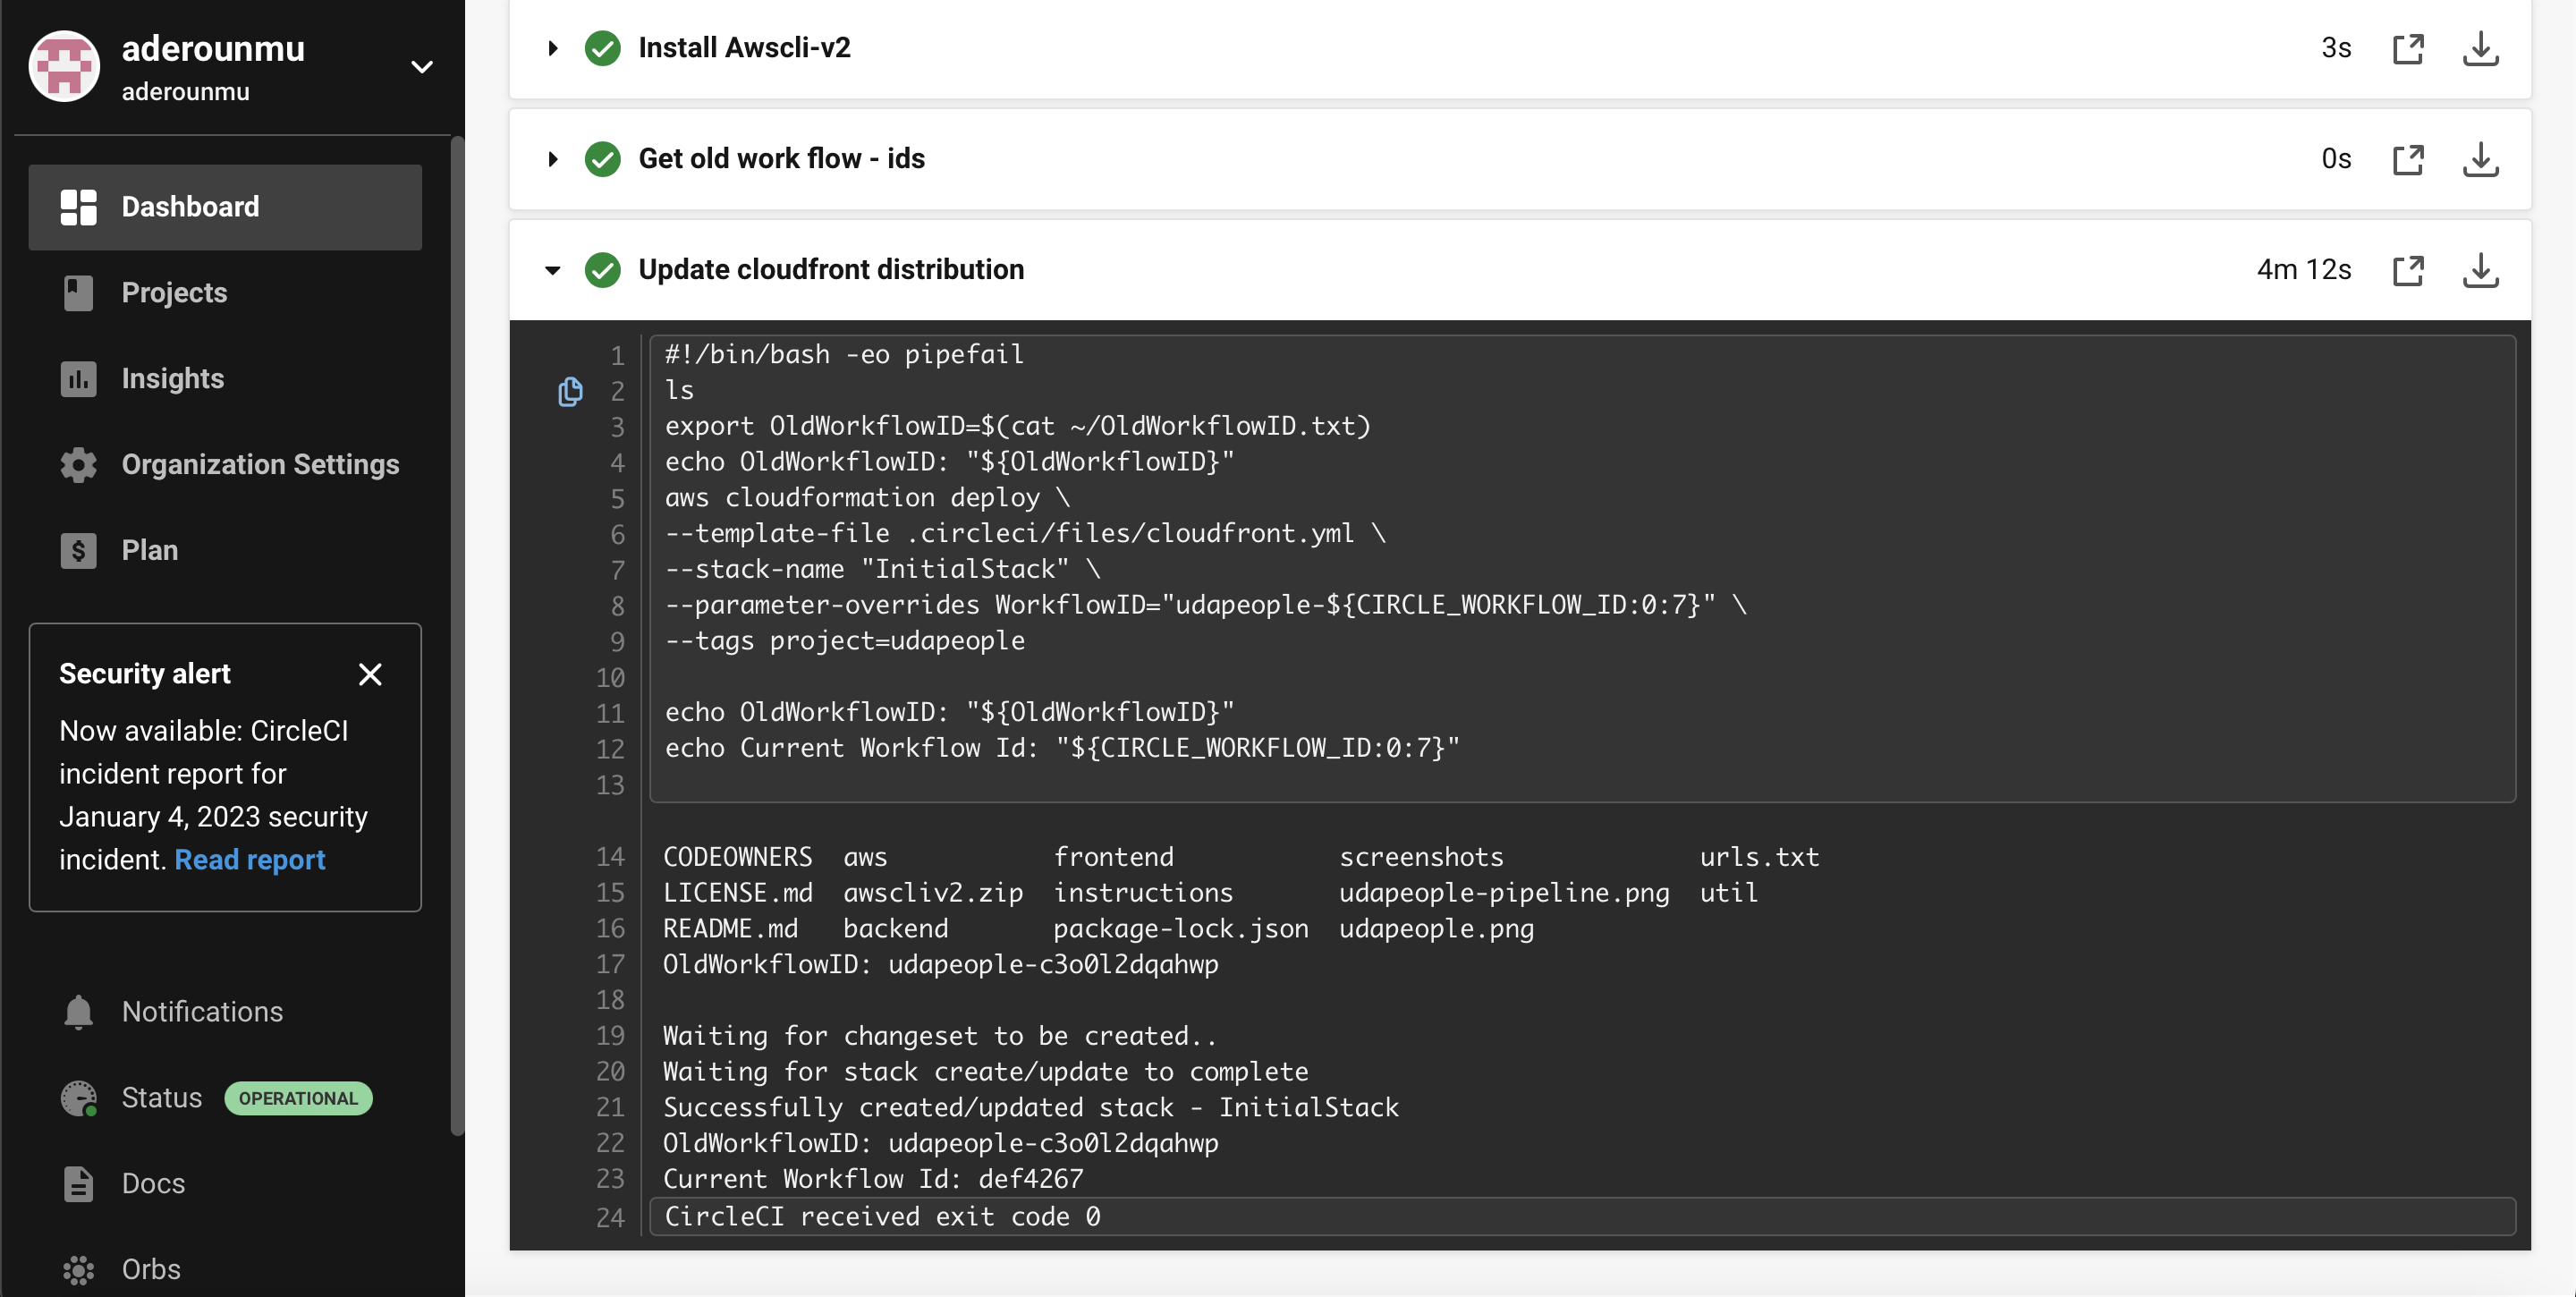 aderounmu
aderounmu
Dashboard
Projects
Insights
Organization Settings
Plan
Security alert
Now available: CircleCI
incident report for
January 4, 2023 security
incident. Read report
Notifications
Status OPERATIONAL
Docs
Orbs
Install Awscli-v2 3s
Get old work flow - ids 0s
Update cloudfront distribution 4m 12s
1 #!/bin/bash -eo pipefail
2 ls
3 export OldWorkflowID=$(cat ~/OldWorkflowID.txt)
4 echo OldWorkflowID: "${OldWorkflowID}"
5 aws cloudformation deploy \
6 --template-file .circleci/files/cloudfront.yml \
7 --stack-name "InitialStack" \
8 --parameter-overrides WorkflowID="udapeople-${CIRCLE_WORKFLOW_ID:0:7}" \
9 --tags project=udapeople
10
11 echo OldWorkflowID: "${OldWorkflowID}"
12 echo Current Workflow Id: "${CIRCLE_WORKFLOW_ID:0:7}"
13
14 CODEOWNERS aws frontend screenshots urls.txt
15 LICENSE.md awscliv2.zip instructions udapeople-pipeline.png util
16 README.md backend package-lock.json udapeople.png
17 OldWorkflowID: udapeople-c3o0l2dqahwp
18
19 Waiting for changeset to be created..
20 Waiting for stack create/update to complete
21 Successfully created/updated stack - InitialStack
22 OldWorkflowID: udapeople-c3o0l2dqahwp
23 Current Workflow Id: def4267
24 CircleCI received exit code 0